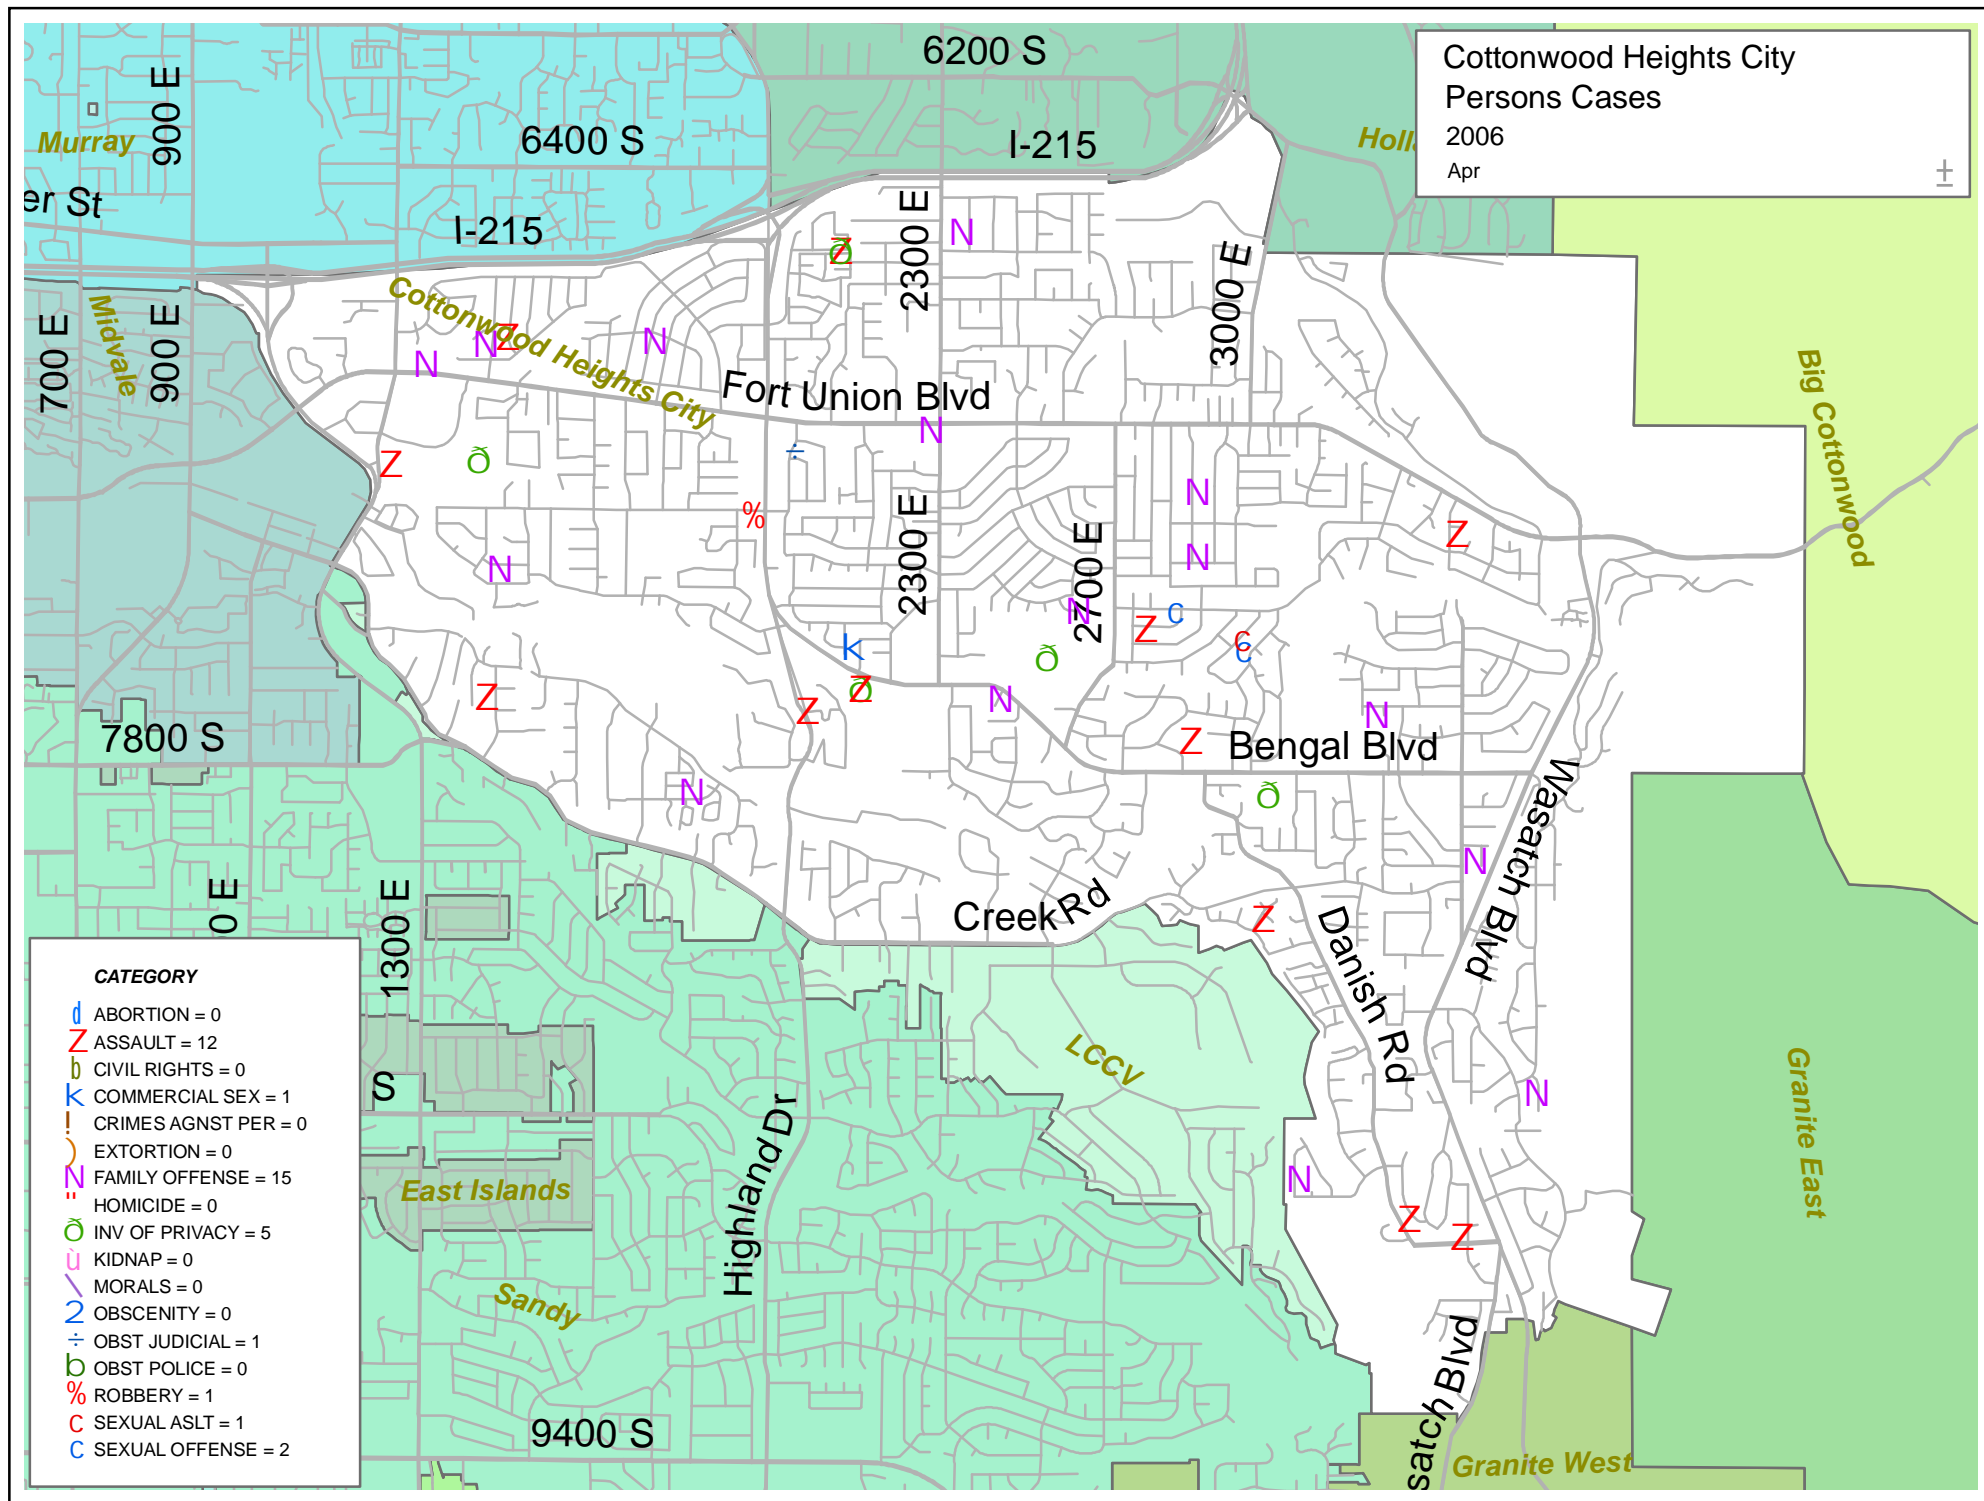 Cottonwood Heights City
Persons Cases
2006
Apr
6200 S
900 E
Murray
6400 S
I-215
er St
I-215
2300 E
3000 E
Cottonwood Heights City
Midvale
700 E
900 E
Fort Union Blvd
Big Cottonwood
2300 E
2700 E
7800 S
Bengal Blvd
Wasatch Blvd
Creek Rd
Danish Rd
0 E
1300 E
LCCV
S
Highland Dr
East Islands
Granite East
Sandy
9400 S
satch Blvd
Granite West
CATEGORY
ABORTION = 0
ASSAULT = 12
CIVIL RIGHTS = 0
COMMERCIAL SEX = 1
CRIMES AGNST PER = 0
EXTORTION = 0
FAMILY OFFENSE = 15
HOMICIDE = 0
INV OF PRIVACY = 5
KIDNAP = 0
MORALS = 0
OBSCENITY = 0
OBST JUDICIAL = 1
OBST POLICE = 0
ROBBERY = 1
SEXUAL ASLT = 1
SEXUAL OFFENSE = 2